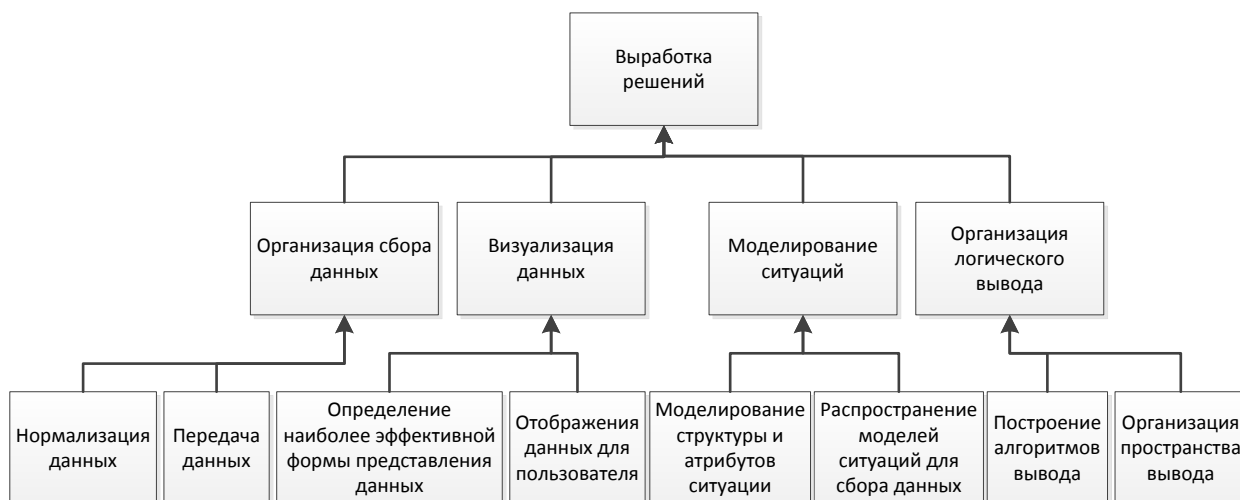 Выработка
решений
Организация сбора
данных
Визуализация
данных
Моделирование
ситуаций
Организация
логического
вывода
Нормализация
данных
Передача
данных
Определение
наиболее эффективной
формы представления
данных
Отображения
данных для
пользователя
Моделирование
структуры и
атрибутов
ситуации
Распространение
моделей
ситуаций для
сбора данных
Построение
алгоритмов
вывода
Организация
пространства
вывода